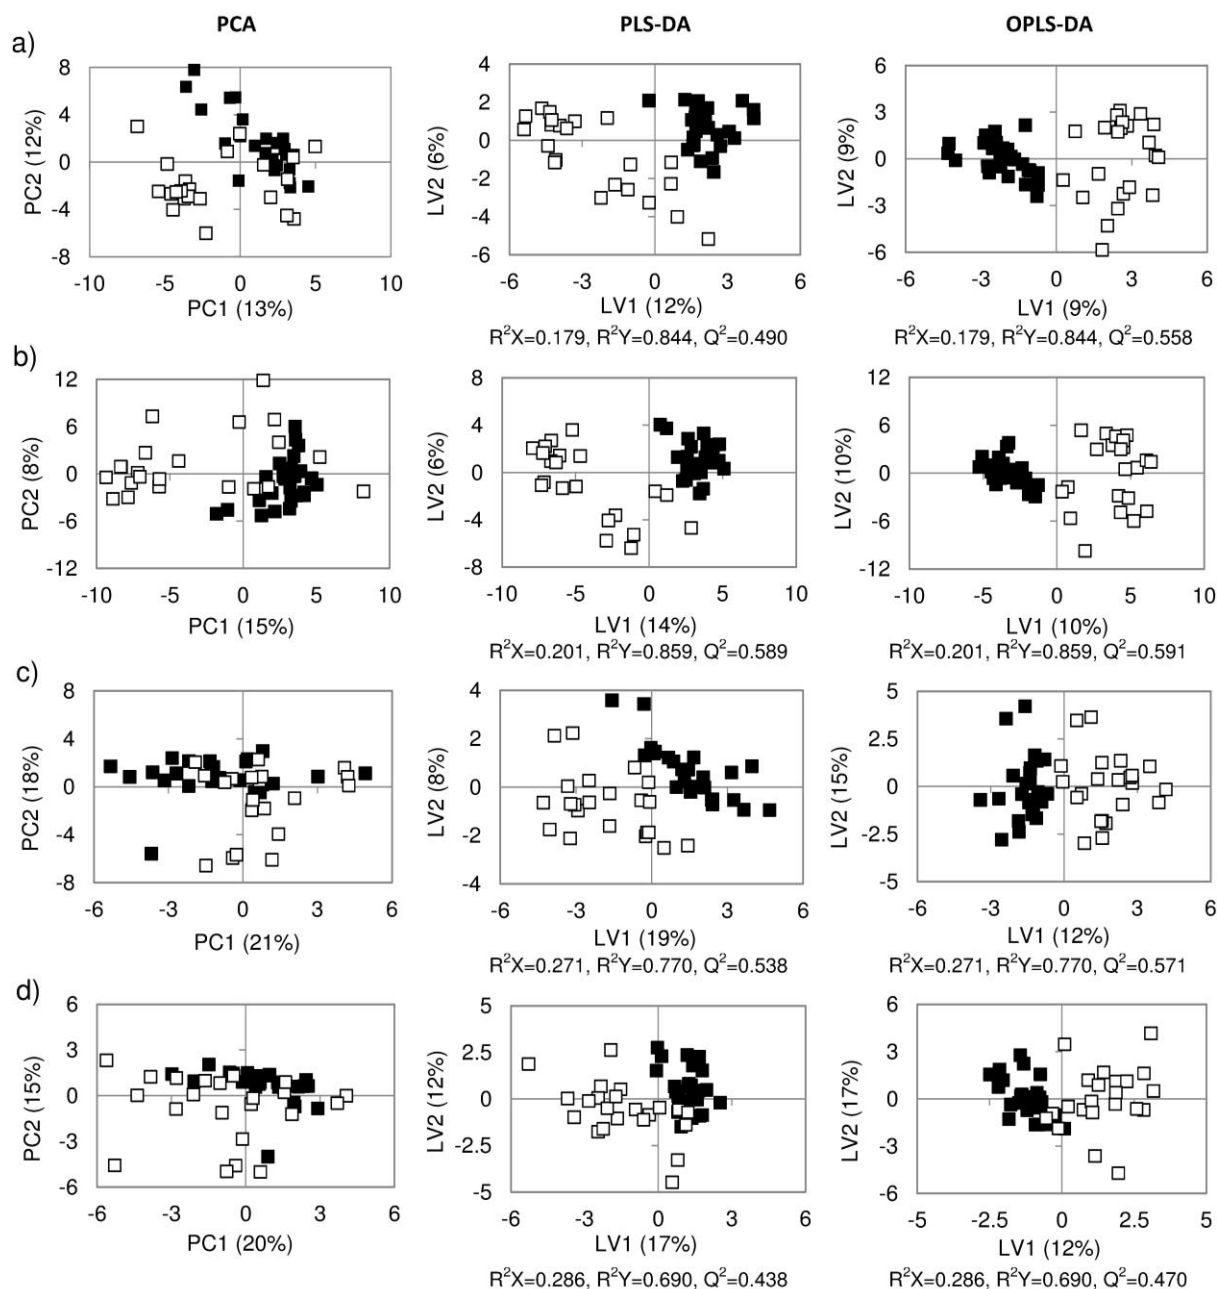 PCA PLS-DA OPLS-DA
a)
8 4 6
4 2 3
0 0 0
-4 -2 -3
-4
-8 -6 -6
PC2 (12%) LV2 (6%) LV2 (9%)
-10 -5 0 5 10 -6 -3 0 3 6 -6 -3 0 3 6
PC1 (13%) LV1 (12%) LV1 (9%)
R²X=0.179, R²Y=0.844, Q²=0.490 R²X=0.179, R²Y=0.844, Q²=0.558
b)
12 8 12
6 4 6
0 0 0
-6 -4 -6
-12 -8 -12
PC2 (8%) LV2 (6%) LV2 (10%)
-10 -5 0 5 10 -10 -5 0 5 10 -10 -5 0 5 10
PC1 (15%) LV1 (14%) LV1 (10%)
R²X=0.201, R²Y=0.859, Q²=0.589 R²X=0.201, R²Y=0.859, Q²=0.591
c)
8 4 5
4 2 2.5
0 0 0
-4 -2 -2.5
-8 -4 -5
PC2 (18%) LV2 (8%) LV2 (15%)
-6 -3 0 3 6 -6 -3 0 3 6 -6 -3 0 3 6
PC1 (21%) LV1 (19%) LV1 (12%)
R²X=0.271, R²Y=0.770, Q²=0.538 R²X=0.271, R²Y=0.770, Q²=0.571
d)
6 5 6
3 2.5 3
0 0 0
-3 -2.5 -3
-6 -5 -6
PC2 (15%) LV2 (12%) LV2 (17%)
-6 -3 0 3 6 -6 -3 0 3 6 -5 -2.5 0 2.5 5
PC1 (20%) LV1 (17%) LV1 (12%)
R²X=0.286, R²Y=0.690, Q²=0.438 R²X=0.286, R²Y=0.690, Q²=0.470